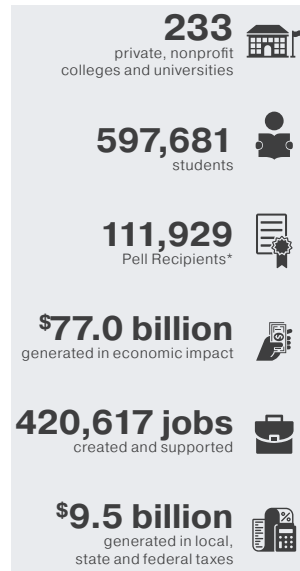 233
private, nonprofit
colleges and universities
597,681
students
111,929
Pell Recipients*
$77.0 billion
generated in economic impact
420,617 jobs
created and supported
$9.5 billion
generated in local,
state and federal taxes
%